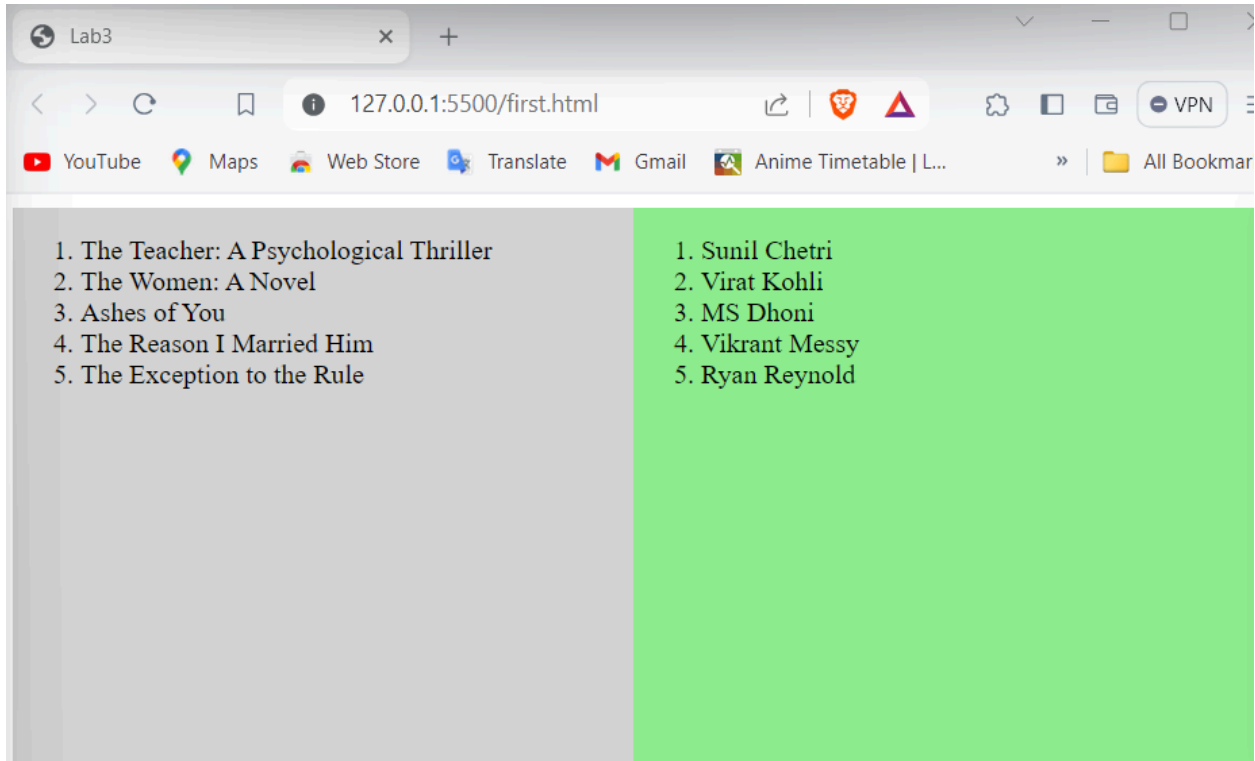 Lab3
127.0.0.1:5500/first.html
VPN
YouTube Maps Web Store Translate Gmail Anime Timetable | L... » All Bookmar
1. The Teacher: A Psychological Thriller
2. The Women: A Novel
3. Ashes of You
4. The Reason I Married Him
5. The Exception to the Rule
1. Sunil Chetri
2. Virat Kohli
3. MS Dhoni
4. Vikrant Messy
5. Ryan Reynold